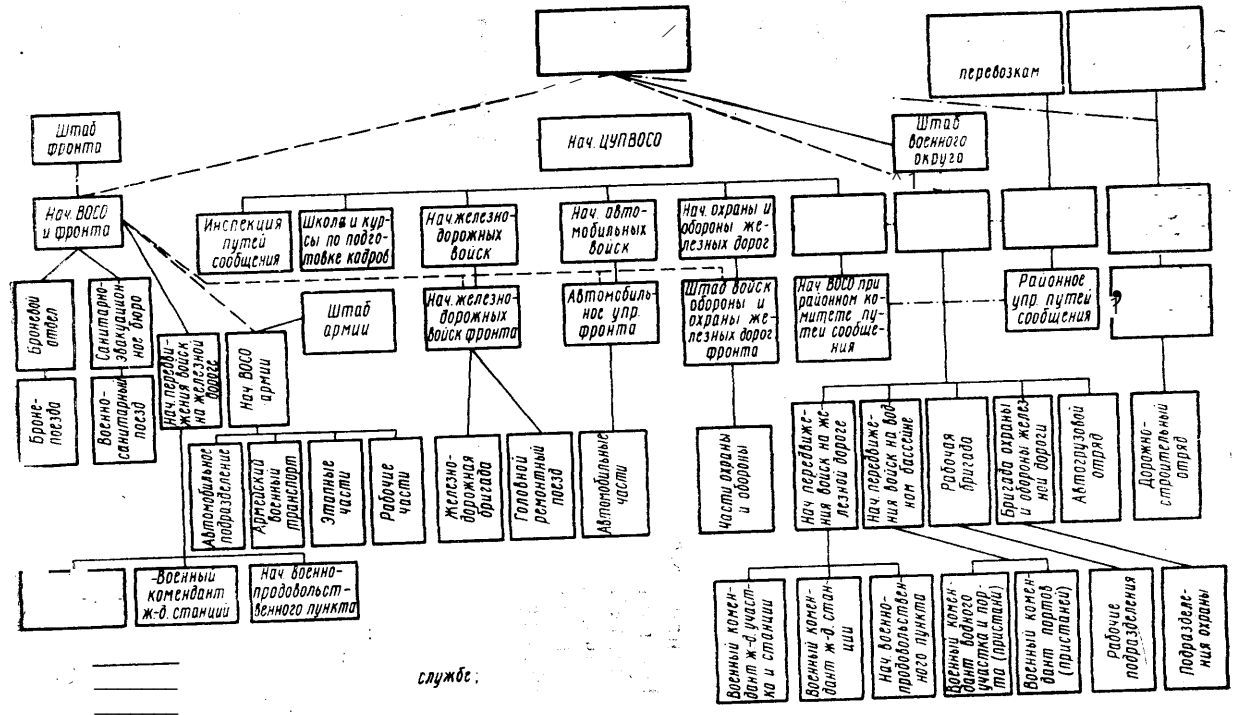 перевозкам
Штаб
фронта
Нач. ЦУПВОСО
Штаб
военного
округа
Нач. ВОСО
и фронта
Инспекция
путей
сообщения
Школа и кур-
сы по подго-
товке кадров
Нач железно-
дорожных
войск
Нач. авто-
мобильных
войск
Нач. охраны и
обороны же-
лезных дорог
Броневой
отдел
Санитарно-
эвакуацион-
ное бюро
Нач. передви-
жения войск
на железной
дороге
Нач ВОСО
армии
Штаб
армии
Нач. железно-
дорожных
войск фронта
Автомобиль-
ное упр.
фронта
Штаб войск
обороны и
охраны же-
лезных дорог
фронта
Нач ВОСО при
районном ко-
митете пу-
теи сообще-
ния
Районное
упр. путей
сообщения
Броне-
поезда
Военно-
санитарный
поезд
Автомобильное
подразделение
Армейский
военный
транспорт
Этапные
части
Рабочие
части
Железно-
дорожная
бригада
Головной
ремонтный
поезд
Автомобильные
части
Части охраны
и обороны
Нач передвиже-
ния войск на же-
лезной дороге
Нач. передвиже-
ния войск на вод
ном бассейне
Рабочая
бригада
Бригада охраны
и обороны желез
ной дороги
Автогрузовой
отряд
Дорожно-
строительный
отряд
-Военный
комендант
ж-д. станций
Нач военно-
продовольст-
венного пункта
Военный комен-
дант ж-д. участ-
ка и станции
Военный комен-
дант ж-д. стан-
ции
Нач военно-
продовольствен-
ного пункта
Военный комен-
дант водного
участка и пор-
та (пристани)
Военный комен-
дант портов
(пристаней)
Рабочие
подразделения
Подразделе-
ния охраны
службе;